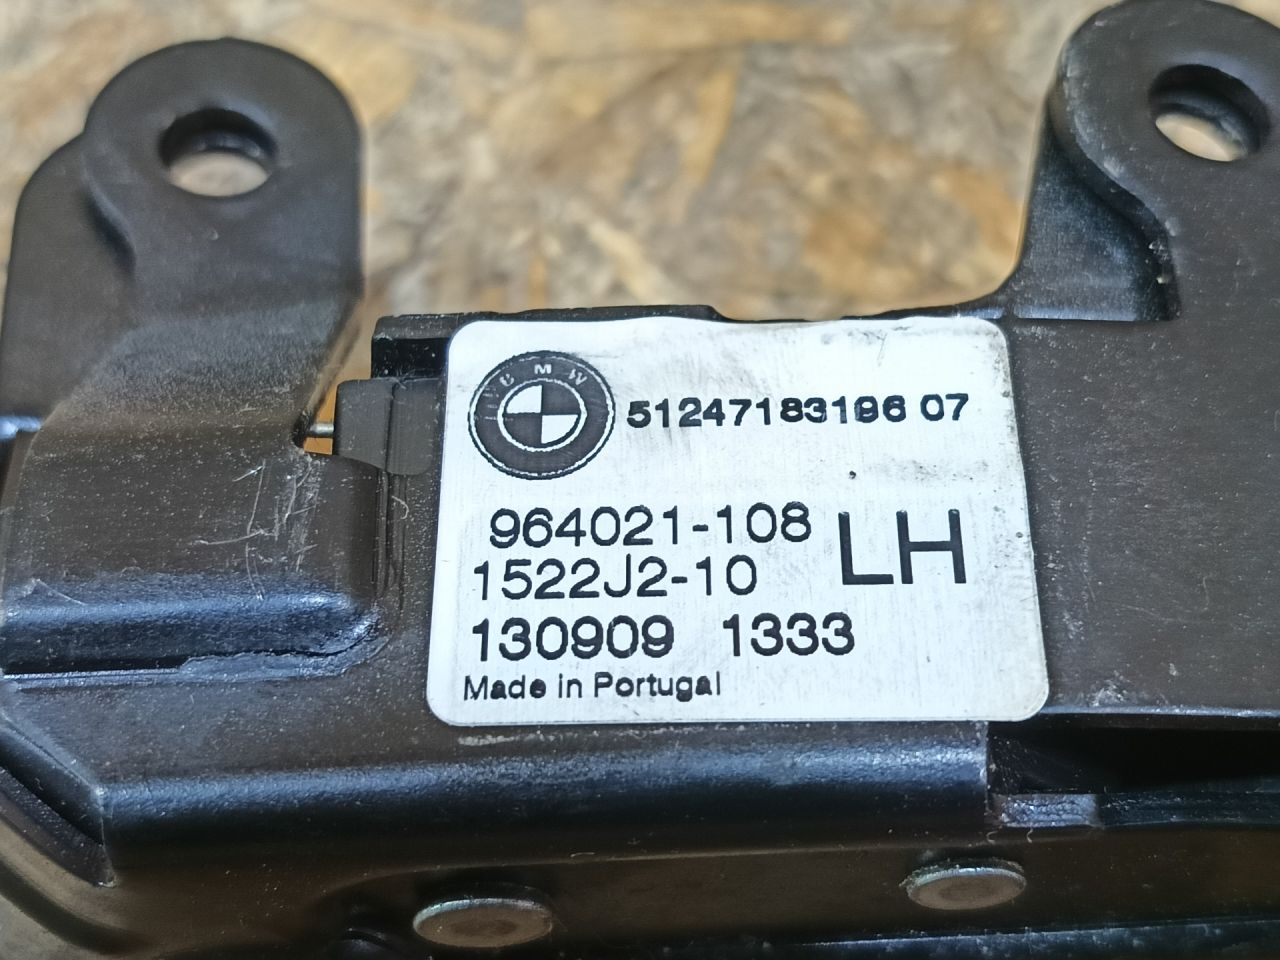 BMW
51247183196 07
964021-108
LH
1522J2-10
130909 1333
Made in Portugal